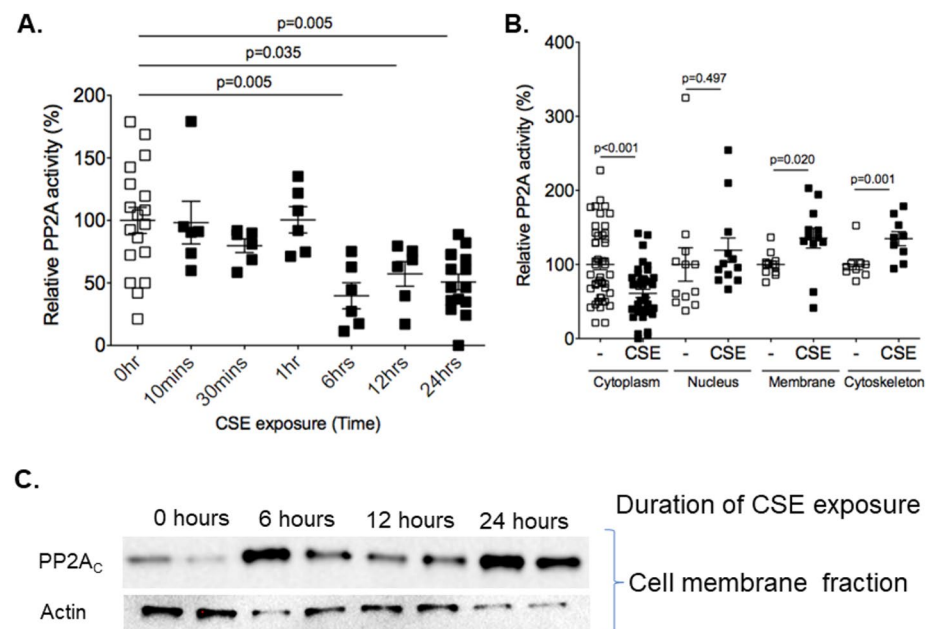 A.
p=0.005
p=0.035
p=0.005
Relative PP2A activity (%)
200
150
100
50
0
0hr
10mins
30mins
1hr
6hrs
12hrs
24hrs
CSE exposure (Time)
B.
Relative PP2A activity (%)
400
300
200
100
0
p<0.001
p=0.497
p=0.020
p=0.001
- CSE - CSE - CSE - CSE
Cytoplasm Nucleus Membrane Cytoskeleton
C.
Duration of CSE exposure
0 hours 6 hours 12 hours 24 hours
PP2AC
Cell membrane fraction
Actin